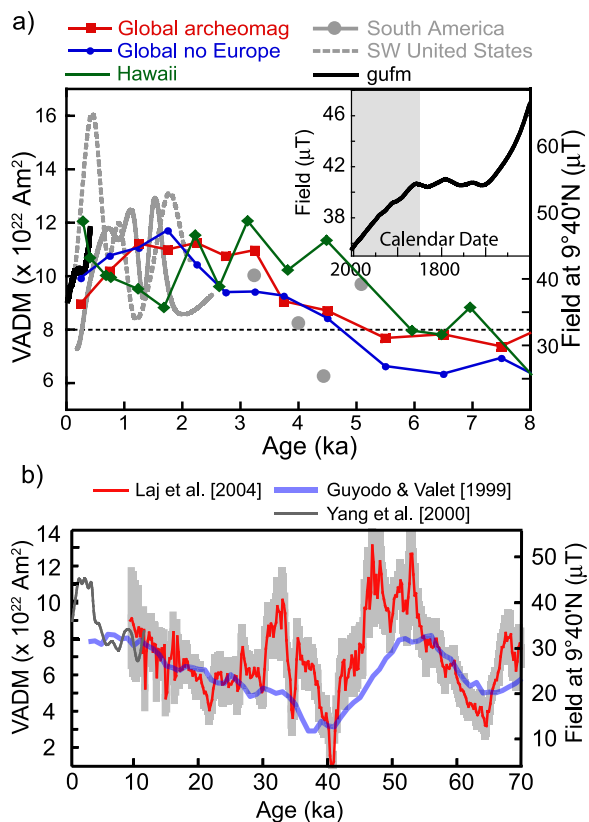 a)
Global archeomag
South America
Global no Europe
SW United States
Hawaii
gufm
VADM (x 10²² Am²)
16
14
12
10
8
6
Field (μT)
46
42
38
Calendar Date
2000
1800
Field at 9°40'N (μT)
60
50
40
30
0
1
2
3
4
5
6
7
8
Age (ka)
b)
Laj et al. [2004]
Guyodo & Valet [1999]
Yang et al. [2000]
VADM (x 10²² Am²)
14
12
10
8
6
4
2
Field at 9°40'N (μT)
50
40
30
20
10
0
10
20
30
40
50
60
70
Age (ka)